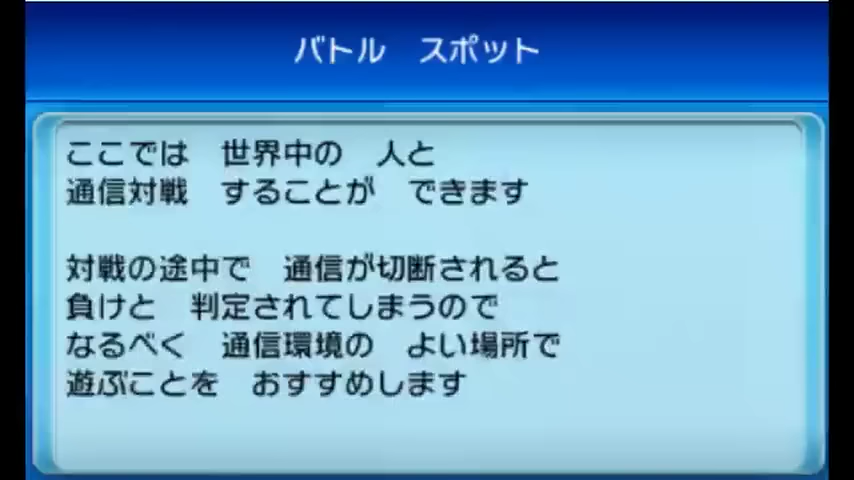 バトル　スポット
ここでは　世界中の　人と
通信対戦　することが　できます
対戦の途中で　通信が切断されると
負けと　判定されてしまうので
なるべく　通信環境の　よい場所で
遊ぶことを　おすすめします